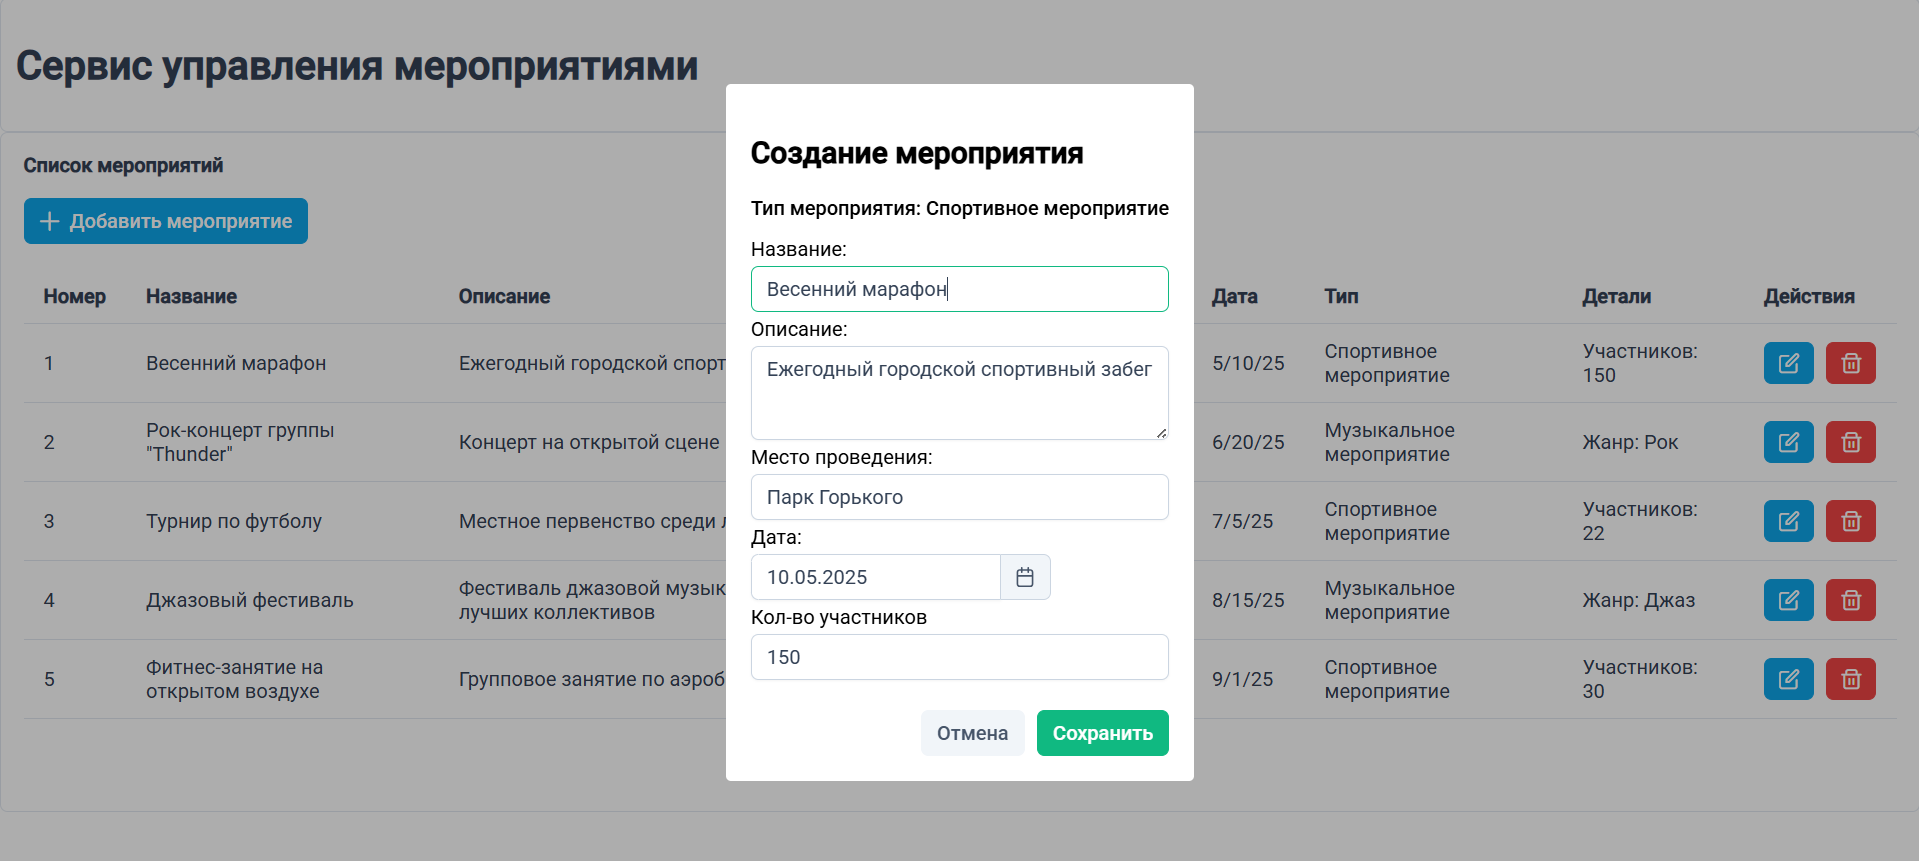 Сервис управления мероприятиями
Список мероприятий
Добавить мероприятие
Номер Название Описание Дата Тип Детали Действия
1 Весенний марафон Ежегодный городской спорт 5/10/25 Спортивное мероприятие Участников: 150
2 Рок-концерт группы "Thunder" Концерт на открытой сцене 6/20/25 Музыкальное мероприятие Жанр: Рок
3 Турнир по футболу Местное первенство среди 7/5/25 Спортивное мероприятие Участников: 22
4 Джазовый фестиваль Фестиваль джазовой музык лучших коллективов 8/15/25 Музыкальное мероприятие Жанр: Джаз
5 Фитнес-занятие на открытом воздухе Групповое занятие по аэроб 9/1/25 Спортивное мероприятие Участников: 30
Создание мероприятия
Тип мероприятия: Спортивное мероприятие
Название:
Весенний марафон
Описание:
Ежегодный городской спортивный забег
Место проведения:
Парк Горького
Дата:
10.05.2025
Кол-во участников
150
Отмена Сохранить